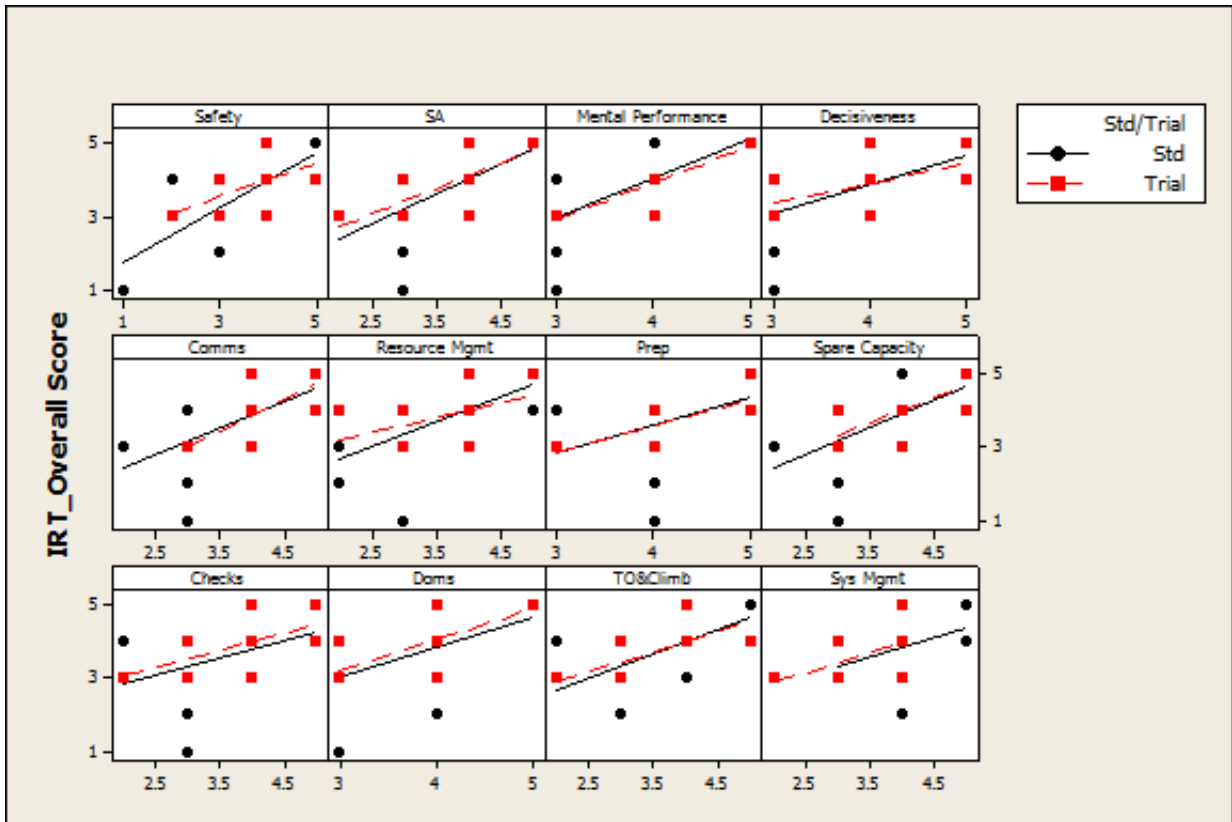 Safety SA Mental Performance Decisiveness
Std/Trial
Std
Trial
5
3
1
1 3 5 2.5 3.5 4.5 3 4 5 3 4 5
IRT_Overall Score
Comms Resource Mgmt Prep Spare Capacity
5
3
1
2.5 3.5 4.5 2.5 3.5 4.5 3 4 5 2.5 3.5 4.5
Checks Doms TO&Climb Sys Mgmt
5
3
1
2.5 3.5 4.5 3 4 5 2.5 3.5 4.5 2.5 3.5 4.5